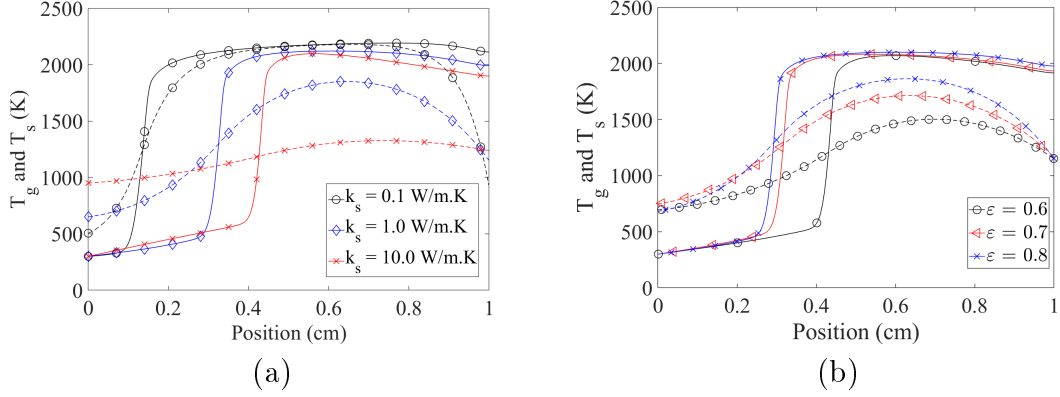 2500
2000
1500
1000
500
0
T_g and T_s (K)
k_s = 0.1 W/m.K
k_s = 1.0 W/m.K
k_s = 10.0 W/m.K
0 0.2 0.4 0.6 0.8 1
Position (cm)
(a)
2500
2000
1500
1000
500
0
T_g and T_s (K)
ε = 0.6
ε = 0.7
ε = 0.8
0 0.2 0.4 0.6 0.8 1
Position (cm)
(b)